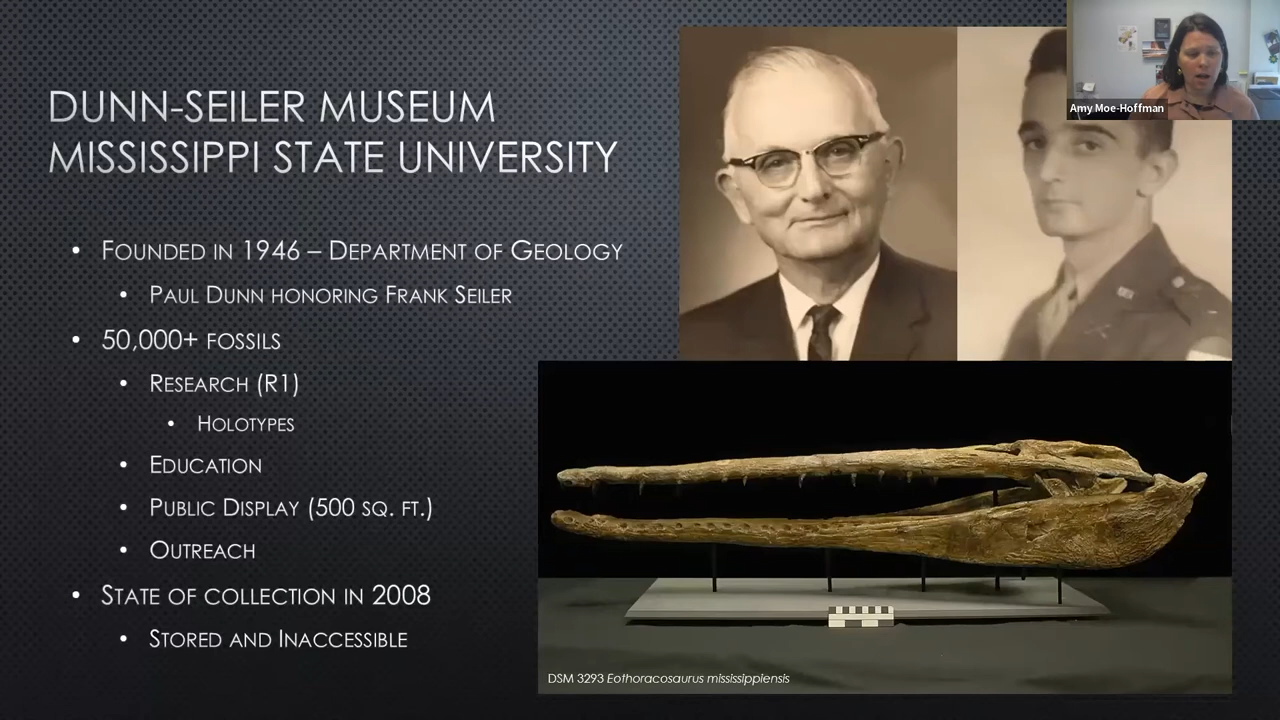 DUNN-SEILER MUSEUM
MISSISSIPPI STATE UNIVERSITY
• FOUNDED IN 1946 – DEPARTMENT OF GEOLOGY
• PAUL DUNN HONORING FRANK SEILER
• 50,000+ FOSSILS
• RESEARCH (R1)
• HOLOTYPES
• EDUCATION
• PUBLIC DISPLAY (500 SQ. FT.)
• OUTREACH
• STATE OF COLLECTION IN 2008
• STORED AND INACCESSIBLE
Amy Moe-Hoffman
DSM 3293 Eothoracosaurus mississippiensis